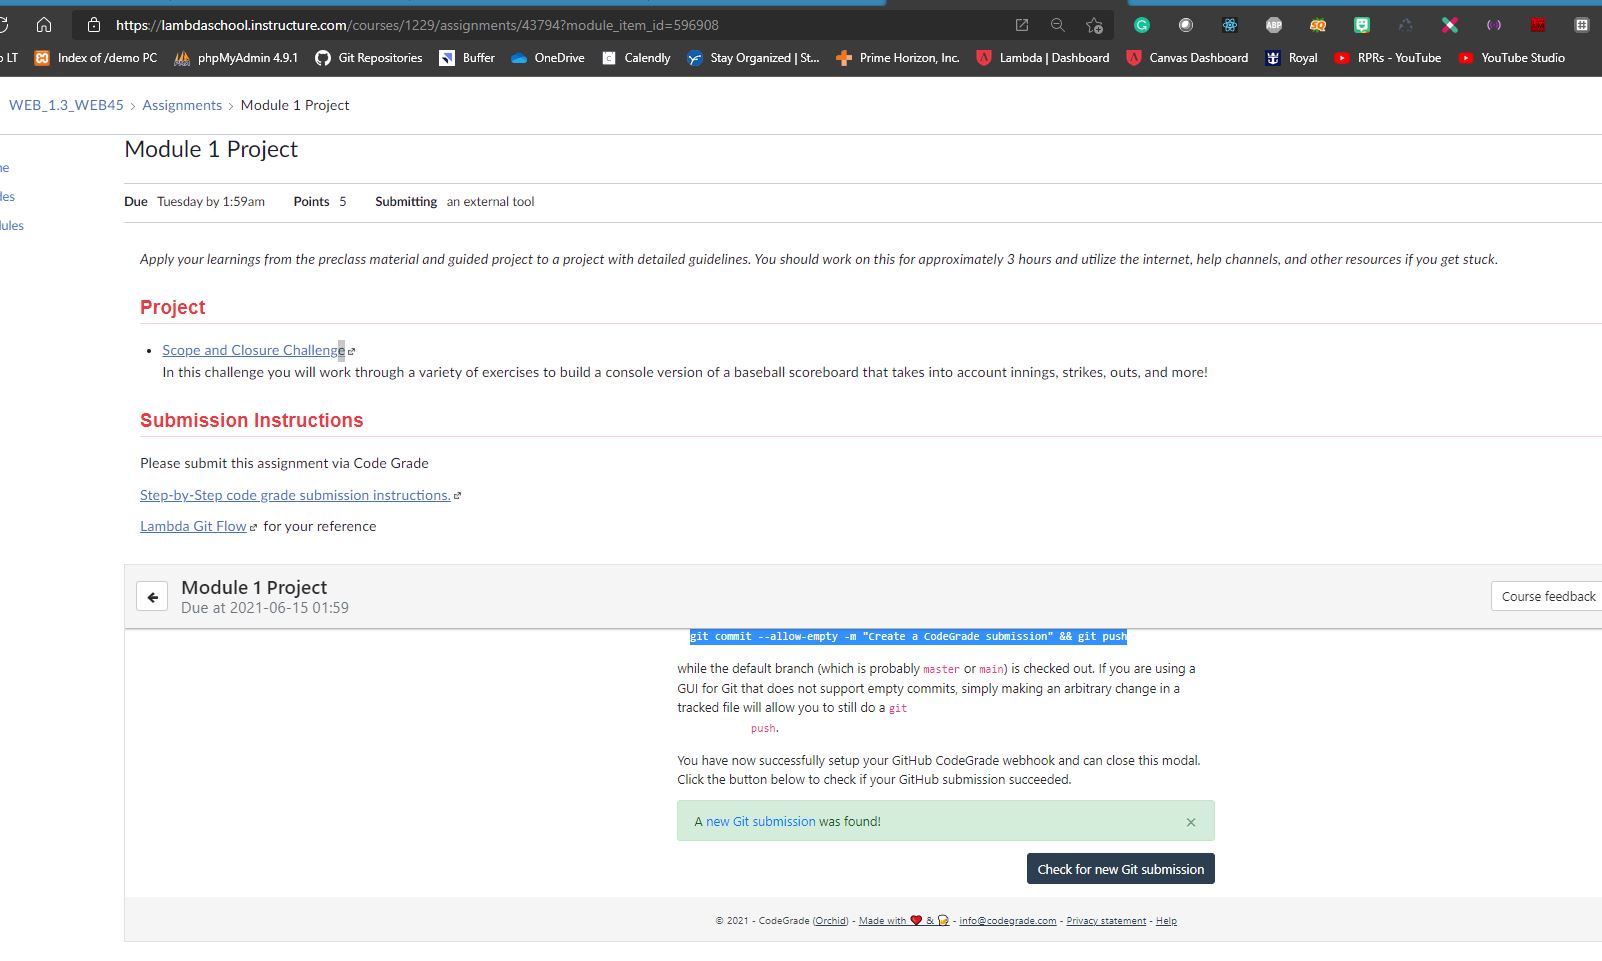 https://lambdaschool.instructure.com/courses/1229/assignments/43794?module_item_id=596908
ABP
SQ
LT Index of /demo PC phpMyAdmin 4.9.1 Git Repositories Buffer OneDrive Calendly Stay Organized | St... Prime Horizon, Inc. Lambda | Dashboard Canvas Dashboard Royal RPRs - YouTube YouTube Studio
WEB_1.3_WEB45 > Assignments > Module 1 Project
Module 1 Project
Due Tuesday by 1:59am Points 5 Submitting an external tool
Apply your learnings from the preclass material and guided project to a project with detailed guidelines. You should work on this for approximately 3 hours and utilize the internet, help channels, and other resources if you get stuck.
Project
• Scope and Closure Challenge
In this challenge you will work through a variety of exercises to build a console version of a baseball scoreboard that takes into account innings, strikes, outs, and more!
Submission Instructions
Please submit this assignment via Code Grade
Step-by-Step code grade submission instructions.
Lambda Git Flow for your reference
Module 1 Project
Due at 2021-06-15 01:59
Course feedback
git commit --allow-empty -m "Create a CodeGrade submission" && git push
while the default branch (which is probably master or main) is checked out. If you are using a
GUI for Git that does not support empty commits, simply making an arbitrary change in a
tracked file will allow you to still do a git
push.
You have now successfully setup your GitHub CodeGrade webhook and can close this modal.
Click the button below to check if your GitHub submission succeeded.
A new Git submission was found! ×
Check for new Git submission
© 2021 - CodeGrade (Orchid) - Made with ❤ & 🍺 - info@codegrade.com - Privacy statement - Help